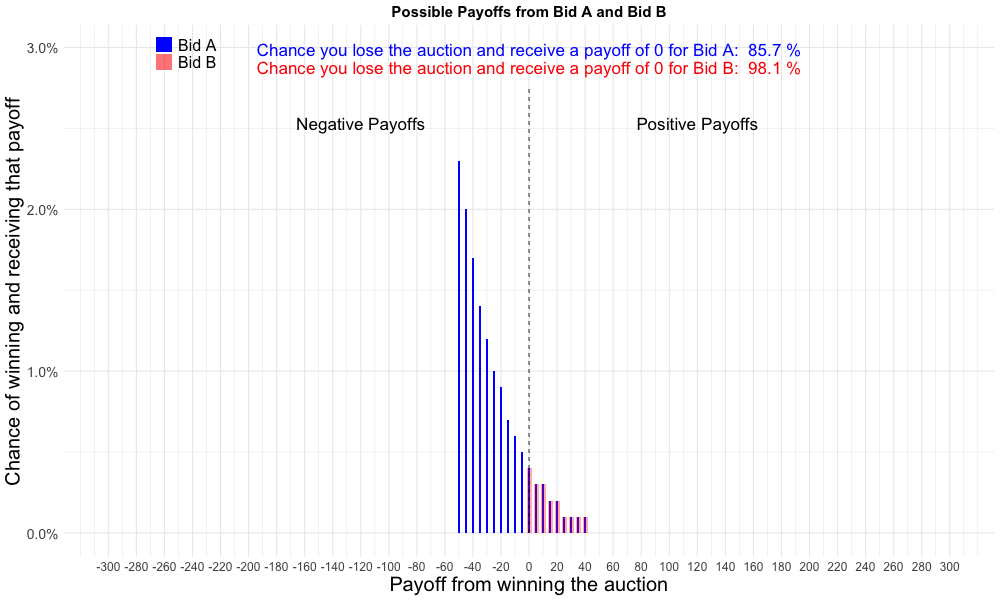 Possible Payoffs from Bid A and Bid B
Bid A
Bid B
Chance you lose the auction and receive a payoff of 0 for Bid A: 85.7 %
Chance you lose the auction and receive a payoff of 0 for Bid B: 98.1 %
Negative Payoffs
Positive Payoffs
Chance of winning and receiving that payoff
3.0%
2.0%
1.0%
0.0%
-300 -280 -260 -240 -220 -200 -180 -160 -140 -120 -100 -80 -60 -40 -20 0 20 40 60 80 100 120 140 160 180 200 220 240 260 280 300
Payoff from winning the auction